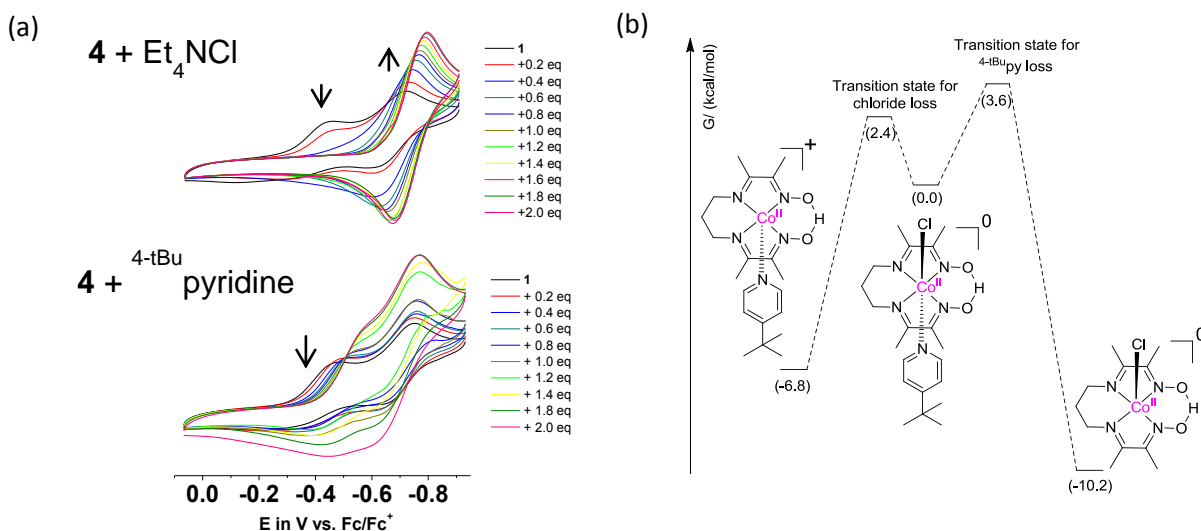 (a)
4 + Et₄NCl
1
+0.2 eq
+0.4 eq
+0.6 eq
+0.8 eq
+1.0 eq
+1.2 eq
+1.4 eq
+1.6 eq
+1.8 eq
+2.0 eq
4 + ⁴⁻ᵗᴮᵘpyridine
1
+ 0.2 eq
+ 0.4 eq
+ 0.6 eq
+ 0.8 eq
+ 1.0 eq
+ 1.2 eq
+ 1.4 eq
+ 1.8 eq
+ 2.0 eq
0.0 -0.2 -0.4 -0.6 -0.8
E in V vs. Fc/Fc⁺
(b)
G/ (kcal/mol)
Transition state for
⁴⁻ᵗᴮᵘpy loss
(3.6)
Transition state for
chloride loss
(2.4)
(0.0)
+
N N O
Coᴵᴵ H
N N O
N
(-6.8)
0
Cl
N N O
Coᴵᴵ H
N N O
N
0
Cl
N N O
Coᴵᴵ H
N N O
(-10.2)